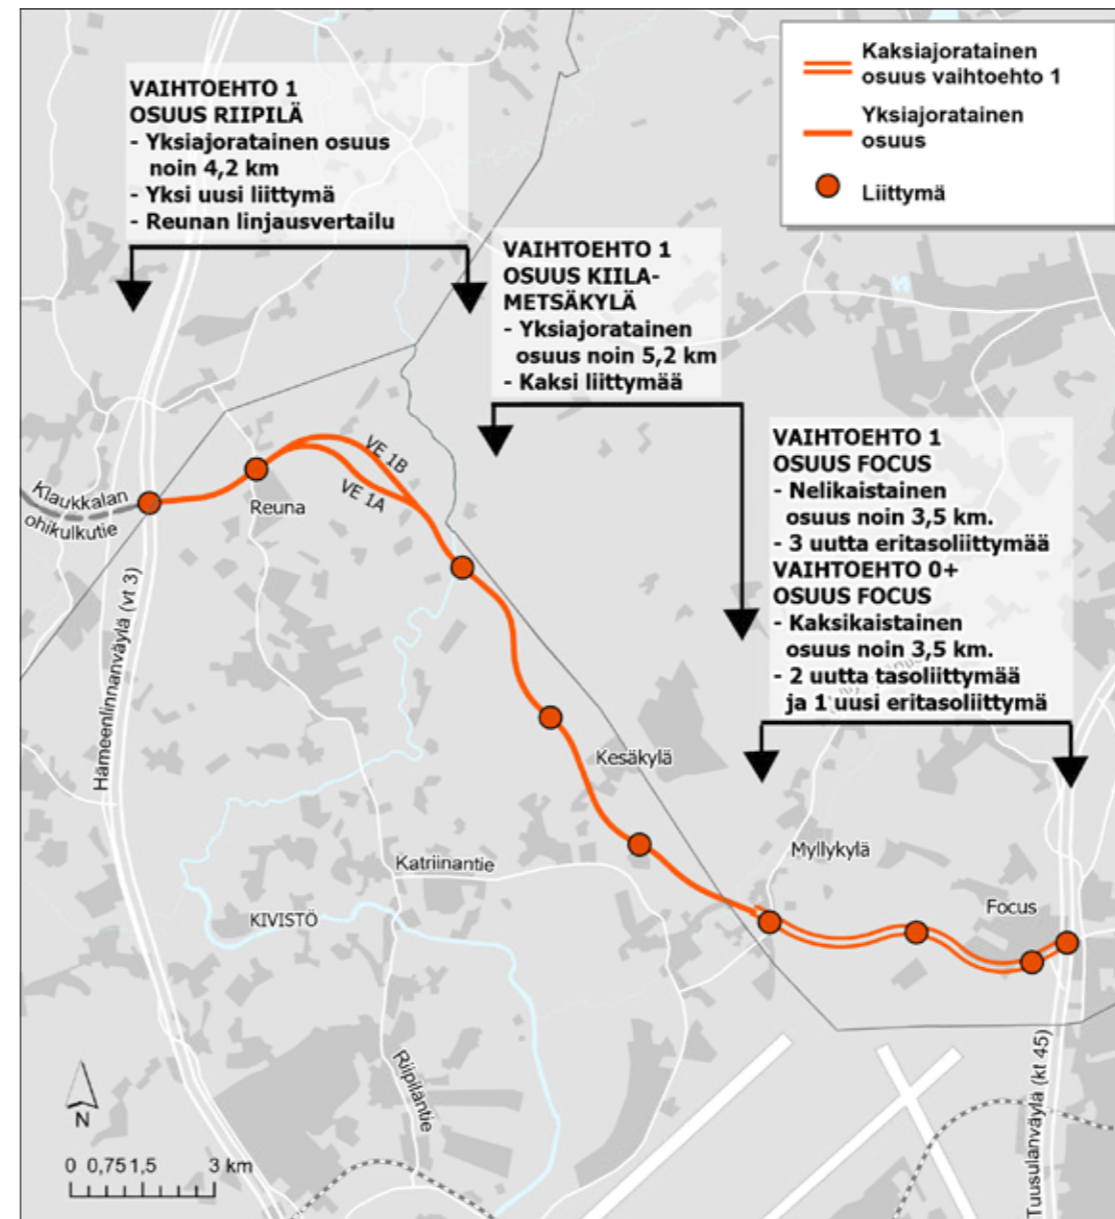 Kaksiajoratainen
osuus vaihtoehto 1
Yksiajoratainen
osuus
Liittymä
VAIHTOEHTO 1
OSUUS RIIPILÄ
- Yksiajoratainen osuus
noin 4,2 km
- Yksi uusi liittymä
- Reunan linjausvertailu
VAIHTOEHTO 1
OSUUS KIILA-
METSÄKYLÄ
- Yksiajoratainen
osuus noin 5,2 km
- Kaksi liittymää
VAIHTOEHTO 1
OSUUS FOCUS
- Nelikaistainen
osuus noin 3,5 km.
- 3 uutta eritasoliittymää
VAIHTOEHTO 0+
OSUUS FOCUS
- Kaksikaistainen
osuus noin 3,5 km.
- 2 uutta tasoliittymää
ja 1 uusi eritasoliittymä
VE 1B
VE 1A
Klaukkalan
ohikulkutie
Reuna
Hämeenlinnanväylä (vt 3)
Kesäkylä
Myllykylä
Katriinantie
KIVISTÖ
Focus
Riipiläntie
Tuusulanväylä (kt 45)
N
0 0,75 1,5 3 km